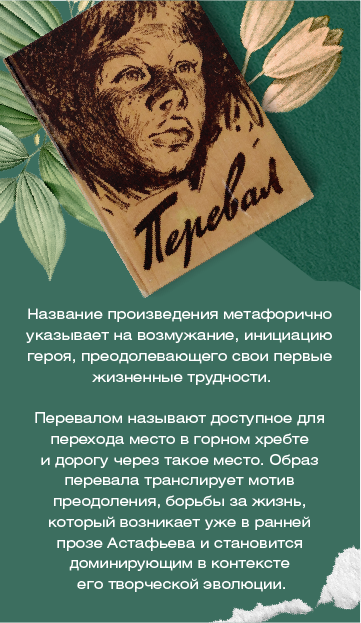 Перевал
Название произведения метафорично
указывает на возмужание, инициацию
героя, преодолевающего свои первые
жизненные трудности.
Перевалом называют доступное для
перехода место в горном хребте
и дорогу через такое место. Образ
перевала транслирует мотив
преодоления, борьбы за жизнь,
который возникает уже в ранней
прозе Астафьева и становится
доминирующим в контексте
его творческой эволюции.